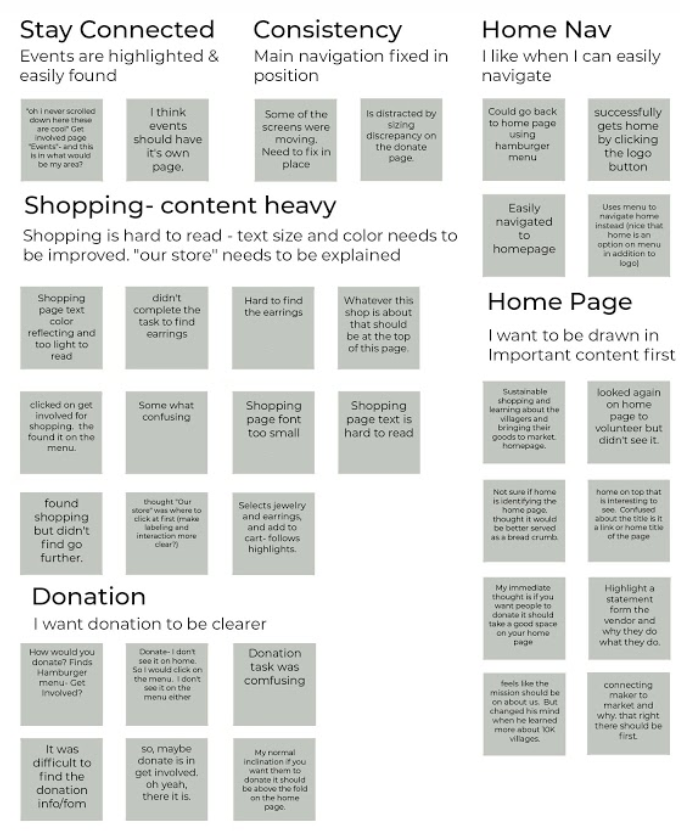 Stay Connected
Events are highlighted &
easily found
"oh i never scrolled
down here these
are cool" Get
involved page
"Events"- and this
is in what would
be my area?
I think
events
should have
it's own
page.
Consistency
Main navigation fixed in
position
Some of the
screens were
moving.
Need to fix in
place
Is distracted by
sizing
discrepancy on
the donate
page.
Home Nav
I like when I can easily
navigate
Could go back
to home page
using
hamburger
menu
successfully
gets home
by clicking
the logo
button
Easily
navigated
to
homepage
Uses menu to
navigate home
instead (nice that
home is an
option on menu
in addition to
logo)
Shopping- content heavy
Shopping is hard to read - text size and color needs to
be improved. "our store" needs to be explained
Shopping
page text
color
reflecting and
too light to
read
didn't
complete the
task to find
earrings
Hard to find
the earrings
Whatever this
shop is about
that should
be at the top
of this page.
clicked on get
involved for
shopping. the
found it on the
menu.
Some what
confusing
Shopping
page font
too small
Shopping
page text is
hard to read
found
shopping
but didn't
find go
further.
thought "Our
store" was where to
click at first (make
labeling and
interaction more
clear?)
Selects jewelry
and earrings,
and add to
cart- follows
highlights.
Home Page
I want to be drawn in
Important content first
Sustainable
shopping and
learning about the
villagers and
bringing their
goods to market.
homepage.
looked again
on home
page to
volunteer but
didn't see it.
Not sure if home
is identifying the
home page,
thought it would
be better served
as a bread crumb.
home on top that
is interesting to
see. Confused
about the title is it
a link or home title
of the page
My immediate
thought is if you
want people to
donate it should
take a good space
on your home
page
Highlight a
statement
form the
vendor and
why they do
what they do.
feels like the
mission should be
on about us. But
changed his mind
when he learned
more about 10K
villages.
connecting
maker to
market and
why. that right
there should be
first.
Donation
I want donation to be clearer
How would you
donate? Finds
Hamburger
menu- Get
Involved?
Donate- I don't
see it on home.
So I would click on
the menu. I don't
see it on the
menu either
Donation
task was
comfusing
It was
difficult to
find the
donation
info/fom
so, maybe
donate is in
get involved.
oh yeah,
there it is.
My normal
inclination if you
want them to
donate it should
be above the fold
on the home
page.